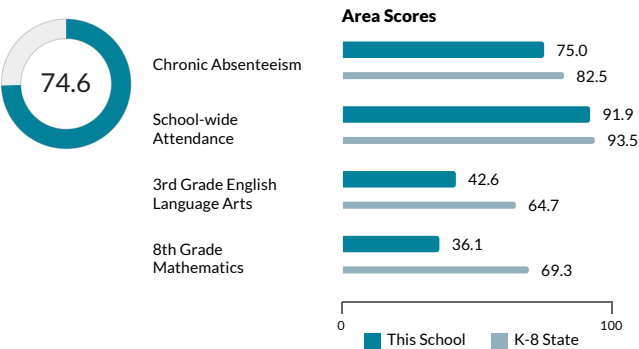 Area Scores
74.6
Chronic Absenteeism
75.0
82.5
School-wide
Attendance
91.9
93.5
3rd Grade English
Language Arts
42.6
64.7
8th Grade
Mathematics
36.1
69.3
0
100
This School
K-8 State